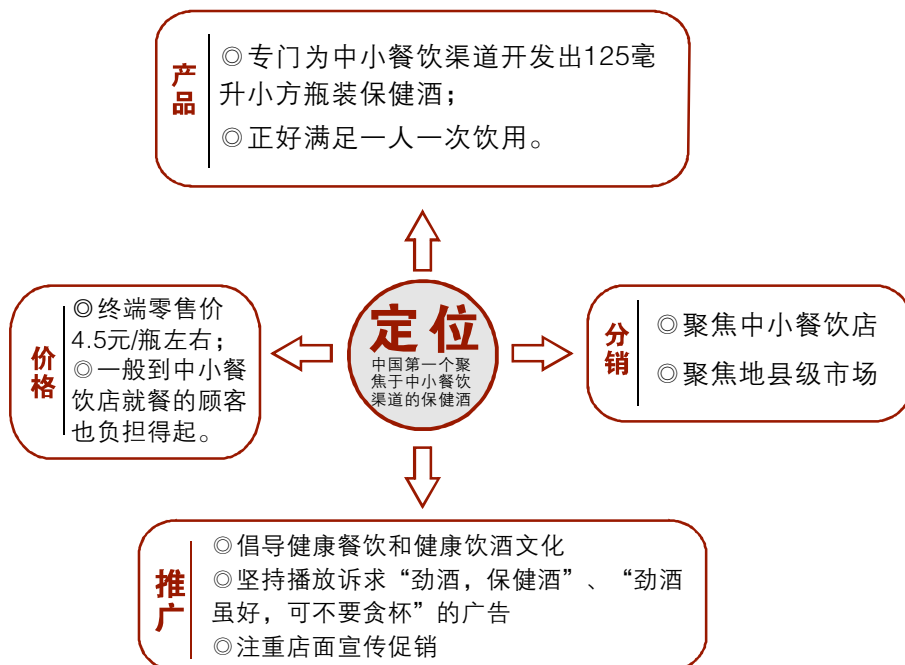 产品
◎专门为中小餐饮渠道开发出125毫
升小方瓶装保健酒；
◎正好满足一人一次饮用。
价格
◎终端零售价
4.5元/瓶左右；
◎一般到中小餐
饮店就餐的顾客
也负担得起。
定位
中国第一个聚
焦于中小餐饮
渠道的保健酒
分销
◎聚焦中小餐饮店
◎聚焦地县级市场
推广
◎倡导健康餐饮和健康饮酒文化
◎坚持播放诉求“劲酒，保健酒”、“劲酒
虽好，可不要贪杯”的广告
◎注重店面宣传促销